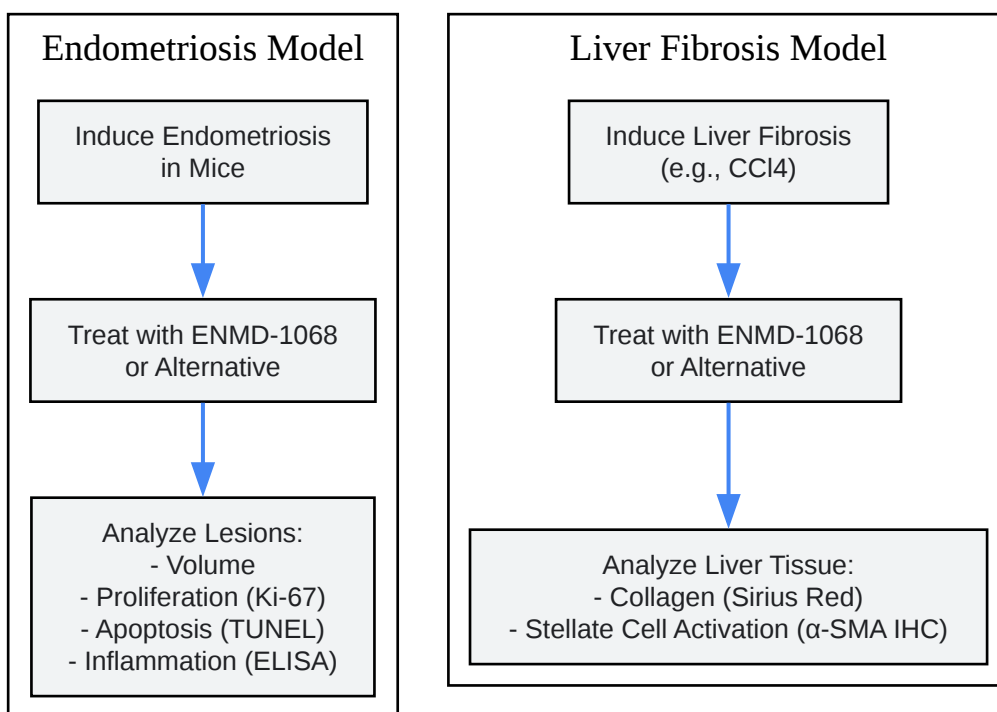 Endometriosis Model
Induce Endometriosis
in Mice
Treat with ENMD-1068
or Alternative
Analyze Lesions:
- Volume
- Proliferation (Ki-67)
- Apoptosis (TUNEL)
- Inflammation (ELISA)
Liver Fibrosis Model
Induce Liver Fibrosis
(e.g., CCl4)
Treat with ENMD-1068
or Alternative
Analyze Liver Tissue:
- Collagen (Sirius Red)
- Stellate Cell Activation (α-SMA IHC)